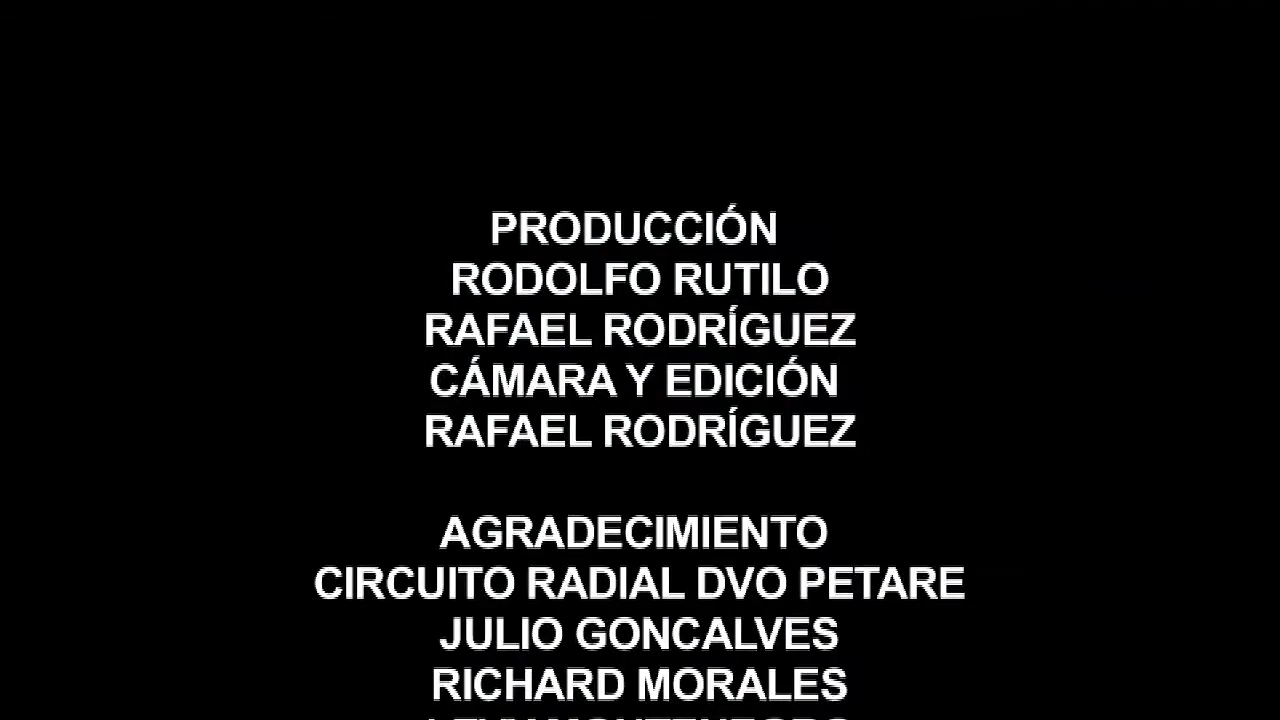 PRODUCCIÓN
RODOLFO RUTILO
RAFAEL RODRÍGUEZ
CÁMARA Y EDICIÓN
RAFAEL RODRÍGUEZ
AGRADECIMIENTO
CIRCUITO RADIAL DVO PETARE
JULIO GONCALVES
RICHARD MORALES